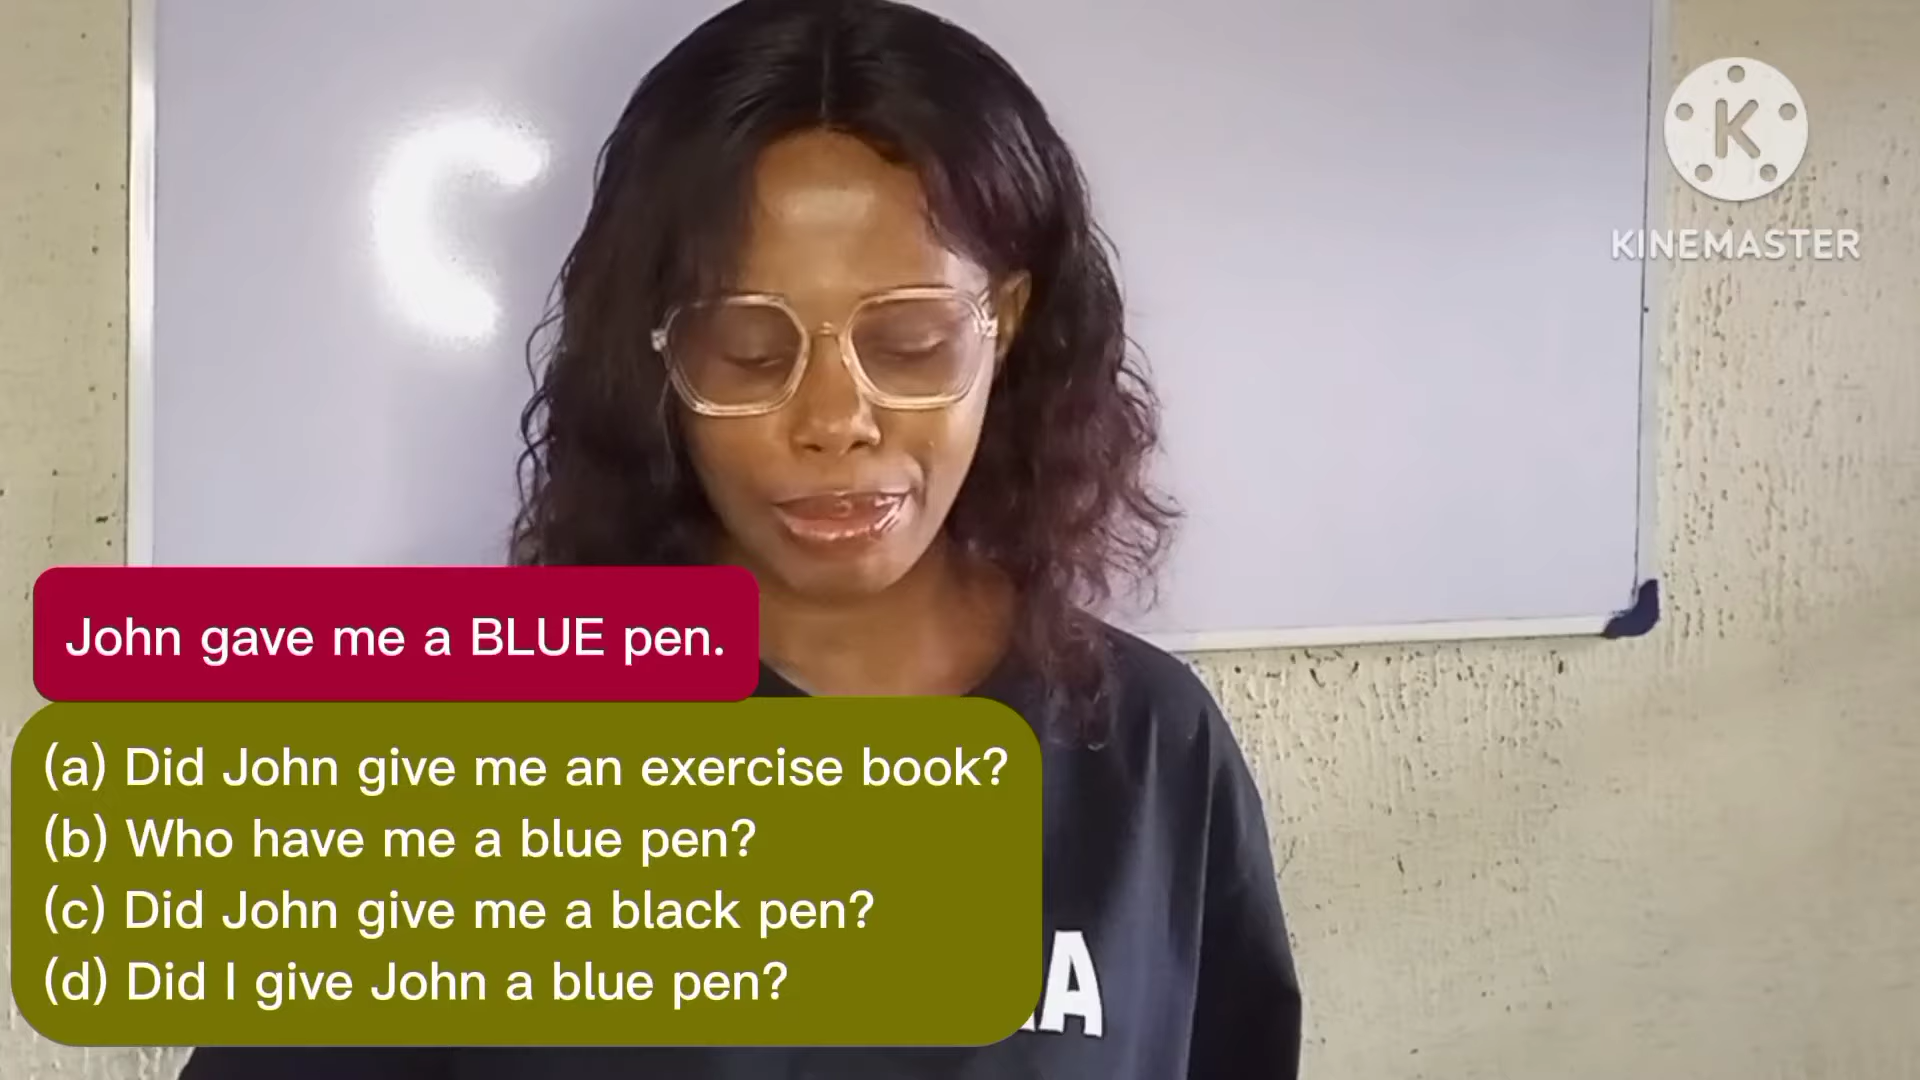 K
KINEMASTER
John gave me a BLUE pen.
(a) Did John give me an exercise book?
(b) Who have me a blue pen?
(c) Did John give me a black pen?
(d) Did I give John a blue pen?